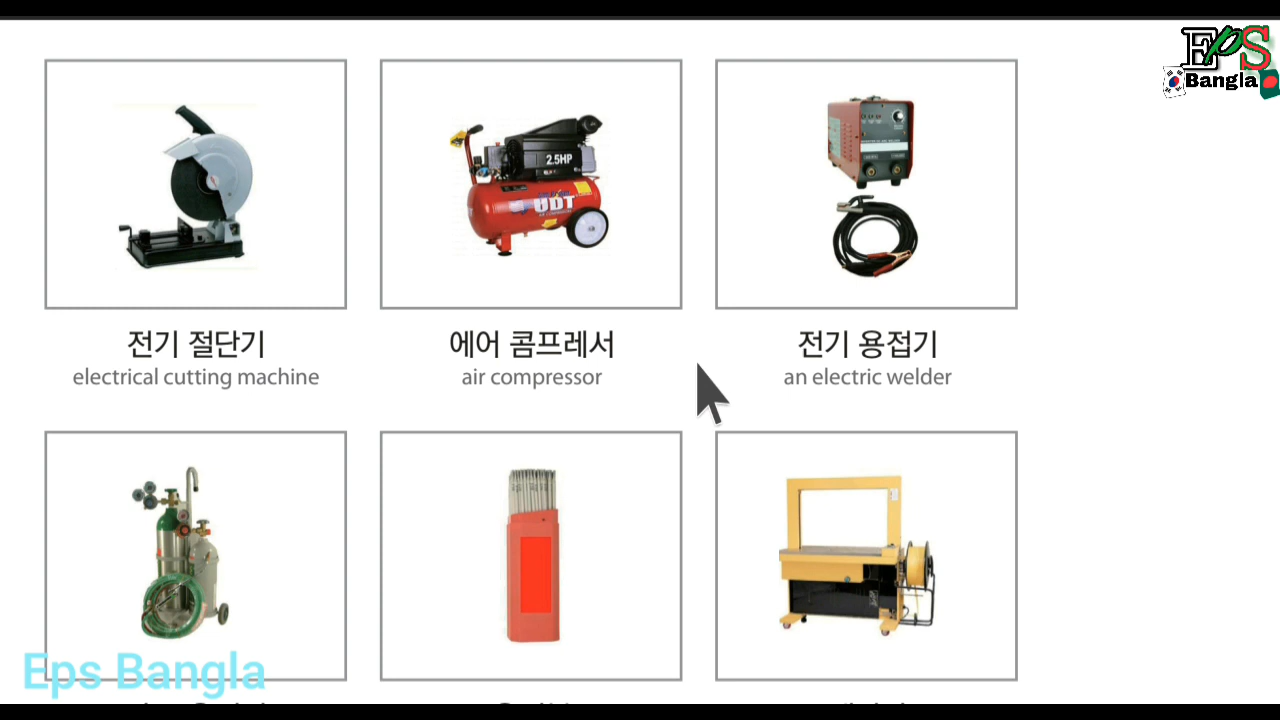 EPS
Bangla
2.5HP
UDT
전기 절단기
electrical cutting machine
에어 콤프레서
air compressor
전기 용접기
an electric welder
Eps Bangla